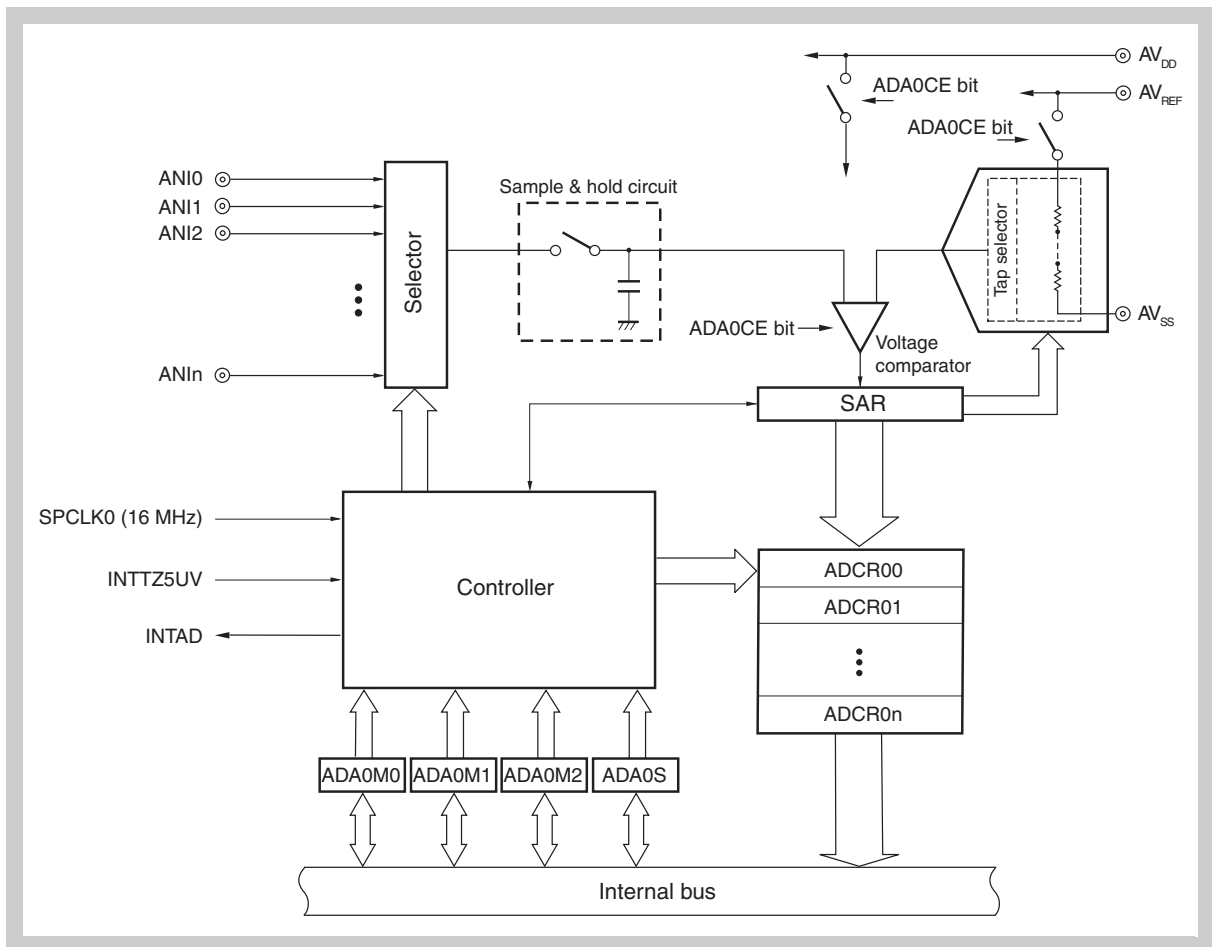 AVDD
ADA0CE bit
AVREF
ADA0CE bit
ANI0
ANI1
ANI2
ANIn
Selector
Sample & hold circuit
Tap selector
AVSS
ADA0CE bit
Voltage
comparator
SAR
SPCLK0 (16 MHz)
INTTZ5UV
INTAD
Controller
ADCR00
ADCR01
ADCR0n
ADA0M0
ADA0M1
ADA0M2
ADA0S
Internal bus